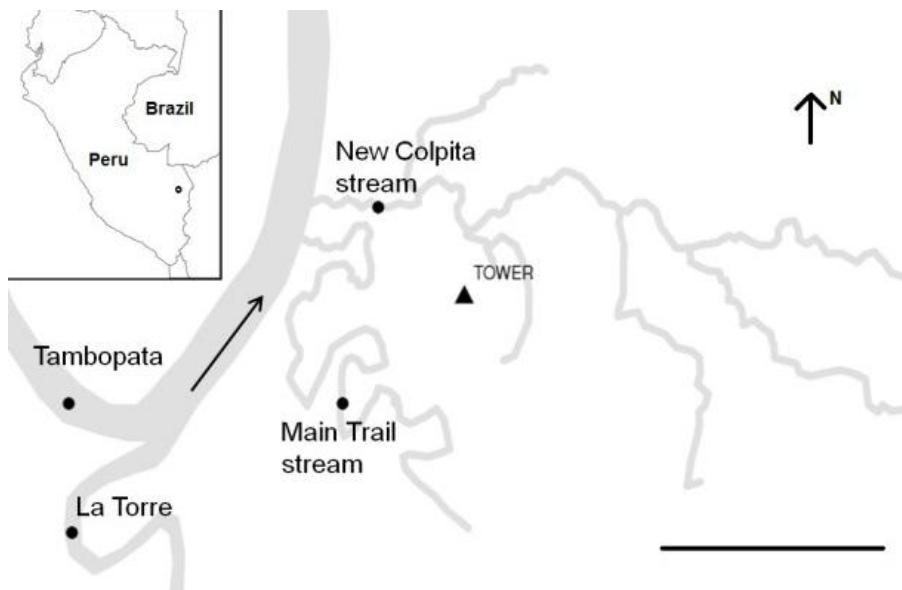 Brazil
Peru
N
New Colpita
stream
TOWER
Tambopata
Main Trail
stream
La Torre